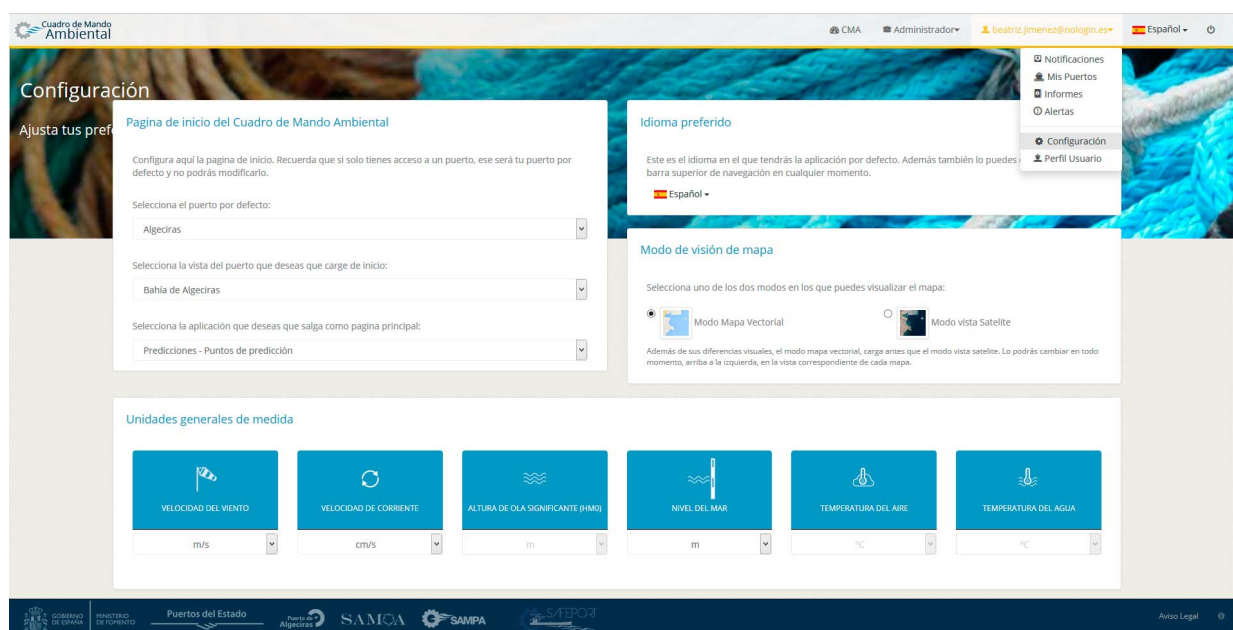 Cuadro de Mando
Ambiental
CMA
Administrador
beatriz.jimenez@nologin.es
Español
Notificaciones
Mis Puertos
Informes
Alertas
Configuración
Perfil Usuario
Configuración
Ajusta tus pref
Pagina de inicio del Cuadro de Mando Ambiental
Configura aquí la pagina de inicio. Recuerda que si solo tienes acceso a un puerto, ese será tu puerto por
defecto y no podrás modificarlo.
Selecciona el puerto por defecto:
Algeciras
Selecciona la vista del puerto que deseas que carge de inicio:
Bahía de Algeciras
Selecciona la aplicación que deseas que salga como pagina principal:
Predicciones - Puntos de predicción
Idioma preferido
Este es el idioma en el que tendrás la aplicación por defecto. Además también lo puedes
barra superior de navegación en cualquier momento.
Español
Modo de visión de mapa
Selecciona uno de los dos modos en los que puedes visualizar el mapa:
Modo Mapa Vectorial
Modo vista Satelite
Además de sus diferencias visuales, el modo mapa vectorial, carga antes que el modo vista satelite. Lo podrás cambiar en todo
momento, arriba a la izquierda, en la vista correspondiente de cada mapa.
Unidades generales de medida
VELOCIDAD DEL VIENTO
m/s
VELOCIDAD DE CORRIENTE
cm/s
ALTURA DE OLA SIGNIFICANTE (HM0)
m
NIVEL DEL MAR
m
TEMPERATURA DEL AIRE
ºC
TEMPERATURA DEL AGUA
ºC
GOBIERNO
DE ESPAÑA
MINISTERIO
DE FOMENTO
Puertos del Estado
Puerto de
Algeciras
SAMOA
SAMPA
SAFEPORT
Aviso Legal